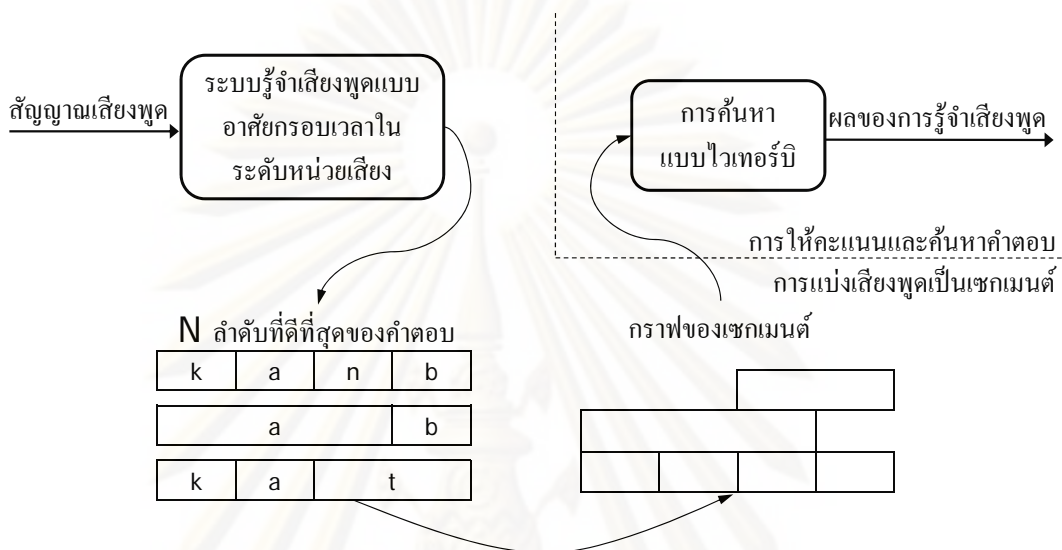 สัญญาณเสียงพูด
ระบบรู้จำเสียงพูดแบบ
อาศัยกรอบเวลาใน
ระดับหน่วยเสียง
การค้นหา
แบบไวเทอร์บิ
ผลของการรู้จำเสียงพูด
การให้คะแนนและค้นหาคำตอบ
การแบ่งเสียงพูดเป็นเซกเมนต์
N ลำดับที่ดีที่สุดของคำตอบ
k a n b
a b
k a t
กราฟของเซกเมนต์